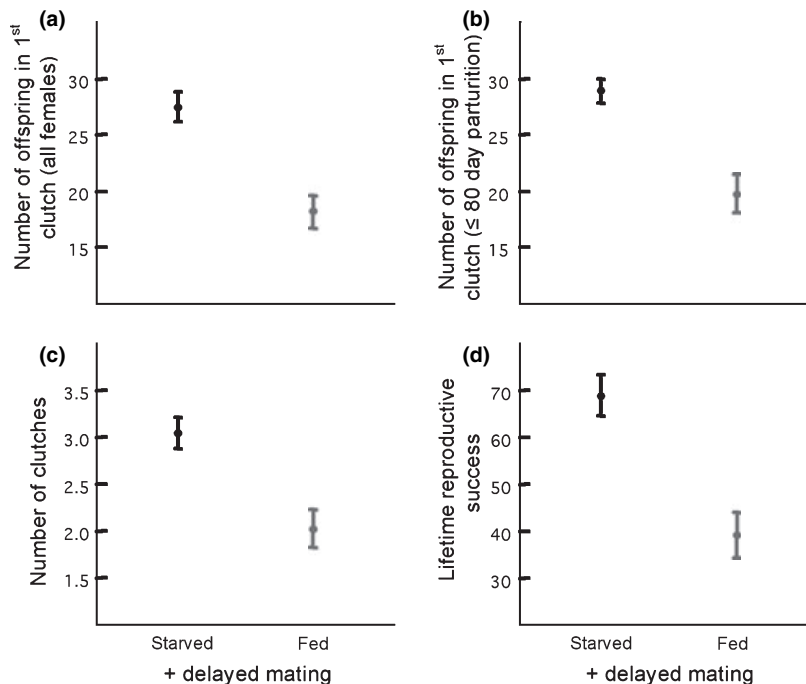 (a)
Number of offspring in 1st
clutch (all females)
30
25
20
15
(b)
Number of offspring in 1st
clutch (≤ 80 day parturition)
30
25
20
15
(c)
Number of clutches
3.5
3.0
2.5
2.0
1.5
Starved Fed
+ delayed mating
(d)
Lifetime reproductive
success
70
60
50
40
30
Starved Fed
+ delayed mating